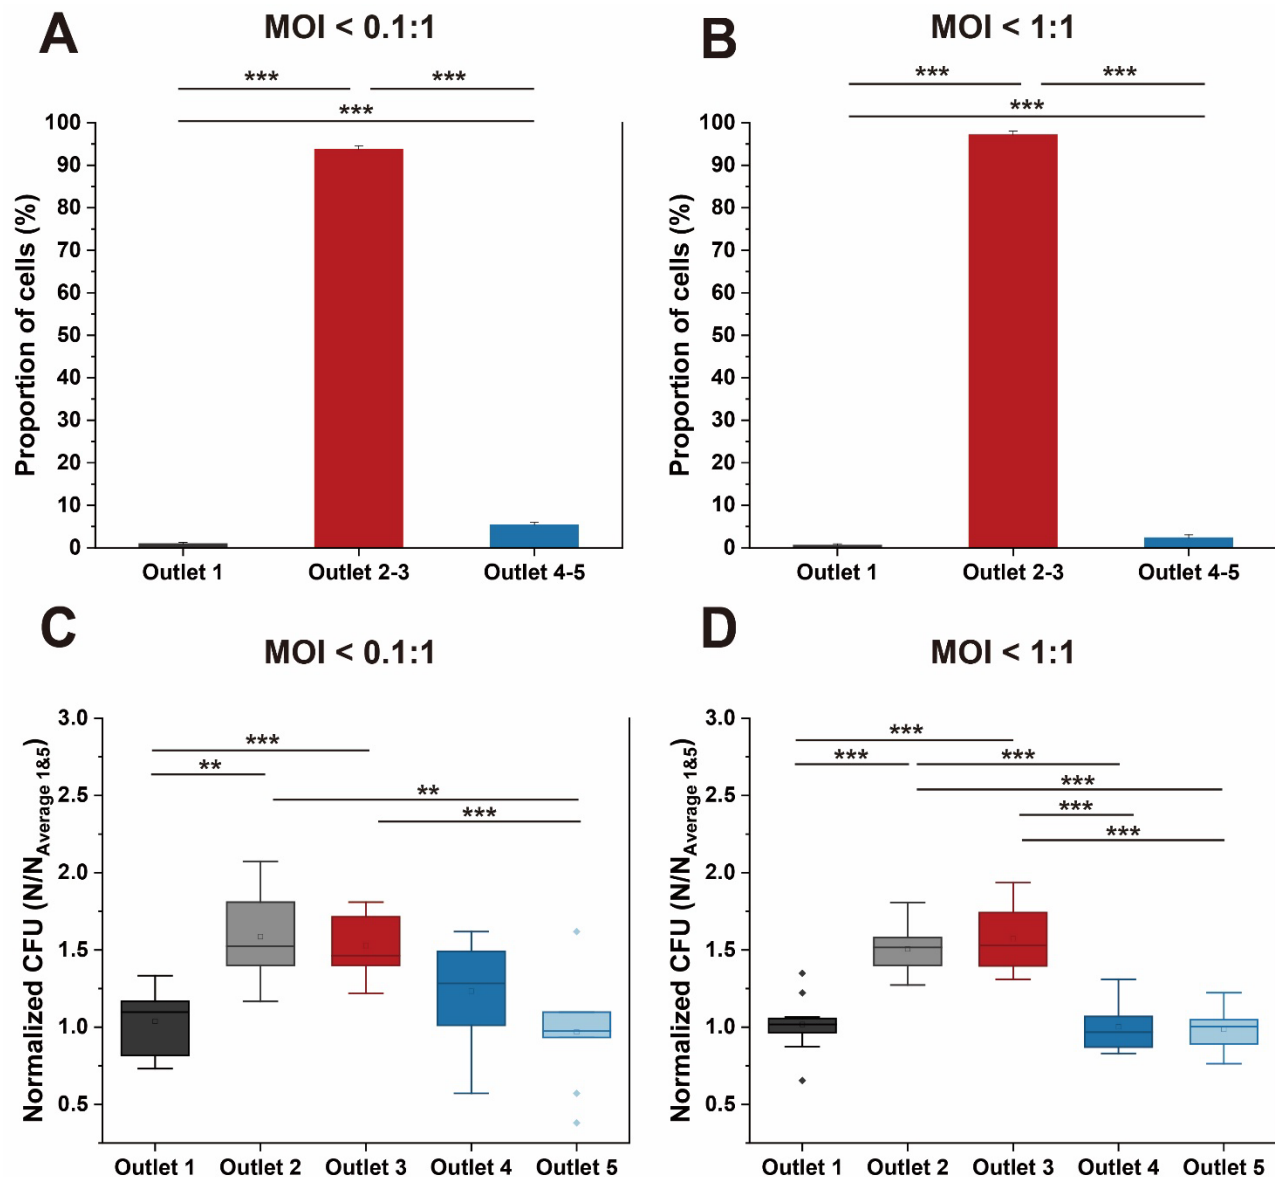 A
MOI < 0.1:1
***
***
***
100
90
80
70
60
50
40
30
20
10
0
Proportion of cells (%)
Outlet 1
Outlet 2-3
Outlet 4-5
B
MOI < 1:1
***
***
***
100
90
80
70
60
50
40
30
20
10
0
Proportion of cells (%)
Outlet 1
Outlet 2-3
Outlet 4-5
C
MOI < 0.1:1
3.0
2.5
2.0
1.5
1.0
0.5
Normalized CFU (N/NAverage 1&5)
***
**
**
***
Outlet 1
Outlet 2
Outlet 3
Outlet 4
Outlet 5
D
MOI < 1:1
3.0
2.5
2.0
1.5
1.0
0.5
Normalized CFU (N/NAverage 1&5)
***
***
***
***
***
***
Outlet 1
Outlet 2
Outlet 3
Outlet 4
Outlet 5